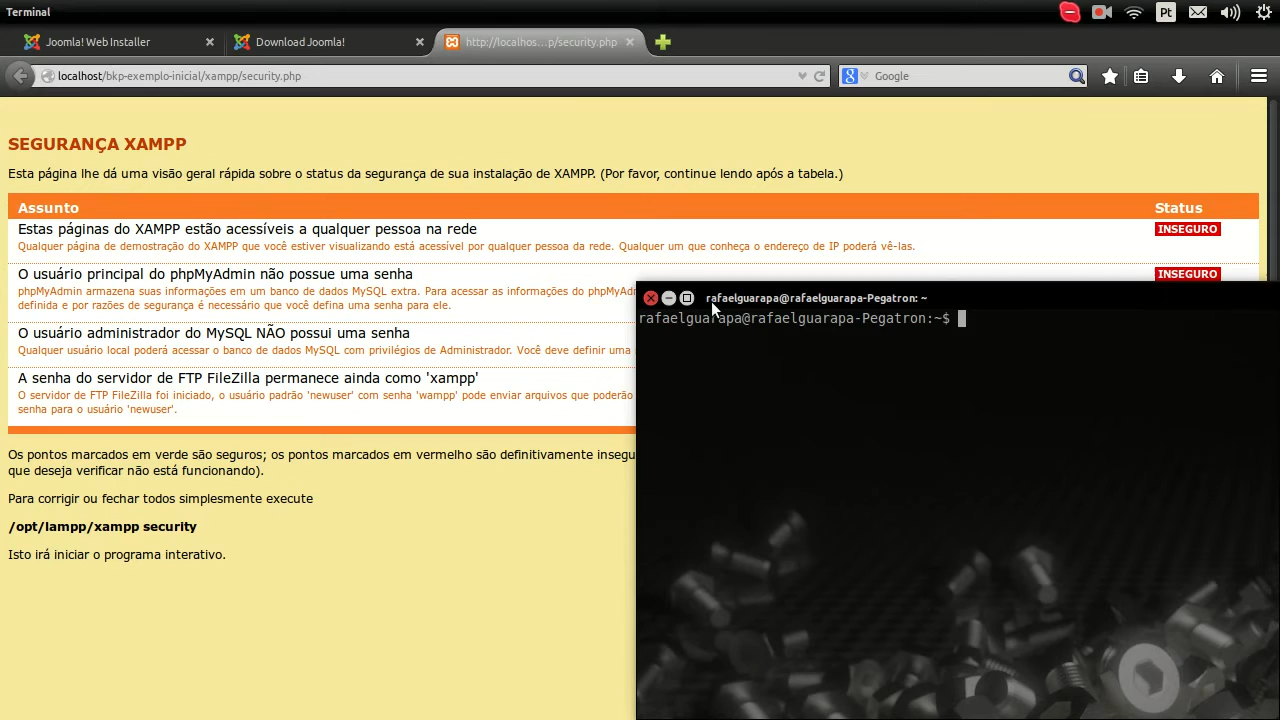 Terminal
Pt
Joomla! Web Installer
Download Joomla!
http://localhos...p/security.php
localhost/bkp-exemplo-inicial/xampp/security.php
Google
SEGURANÇA XAMPP
Esta página lhe dá uma visão geral rápida sobre o status da segurança de sua instalação de XAMPP. (Por favor, continue lendo após a tabela.)
Assunto Status
Estas páginas do XAMPP estão acessíveis a qualquer pessoa na rede INSEGURO
Qualquer página de demostração do XAMPP que você estiver visualizando está acessível por qualquer pessoa da rede. Qualquer um que conheça o endereço de IP poderá vê-las.
O usuário principal do phpMyAdmin não possue uma senha INSEGURO
phpMyAdmin armazena suas informações em um banco de dados MySQL extra. Para acessar as informações do phpMyAd
definida e por razões de segurança é necessário que você defina uma senha para ele.
O usuário administrador do MySQL NÃO possui uma senha
Qualquer usuário local poderá acessar o banco de dados MySQL com privilégios de Administrador. Você deve definir uma
A senha do servidor de FTP FileZilla permanece ainda como 'xampp'
O servidor de FTP FileZilla foi iniciado, o usuário padrão 'newuser' com senha 'wampp' pode enviar arquivos que poderão
senha para o usuário 'newuser'.
Os pontos marcados em verde são seguros; os pontos marcados em vermelho são definitivamente insegu
que deseja verificar não está funcionando).
Para corrigir ou fechar todos simplesmente execute
/opt/lampp/xampp security
Isto irá iniciar o programa interativo.
rafaelguarapa@rafaelguarapa-Pegatron: ~
rafaelguarapa@rafaelguarapa-Pegatron:~$